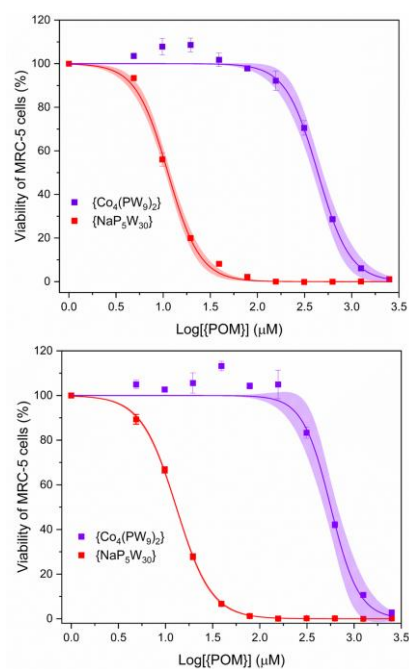 120
100
80
60
40
20
0
Viability of MRC-5 cells (%)
{Co₄(PW₉)₂}
{NaP₅W₃₀}
0.0 0.5 1.0 1.5 2.0 2.5 3.0 3.5
Log[{POM}] (μM)
120
100
80
60
40
20
0
Viability of MRC-5 cells (%)
{Co₄(PW₉)₂}
{NaP₅W₃₀}
0.0 0.5 1.0 1.5 2.0 2.5 3.0 3.5
Log[{POM}] (μM)